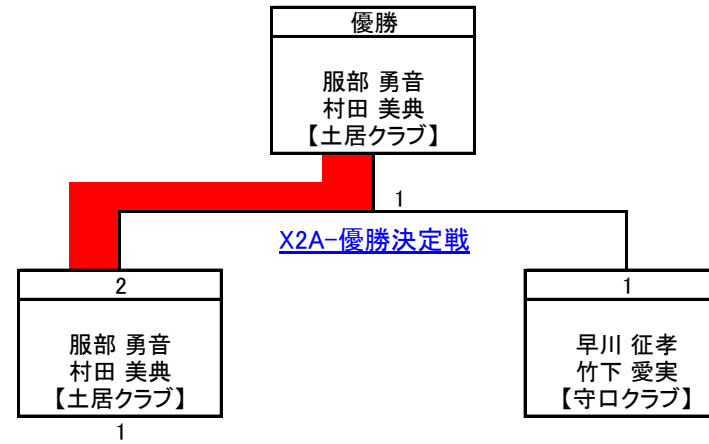 優勝
服部 勇音
村田 美典
【土居クラブ】
1
X2A-優勝決定戦
2
服部 勇音
村田 美典
【土居クラブ】
1
1
早川 征孝
竹下 愛実
【守口クラブ】